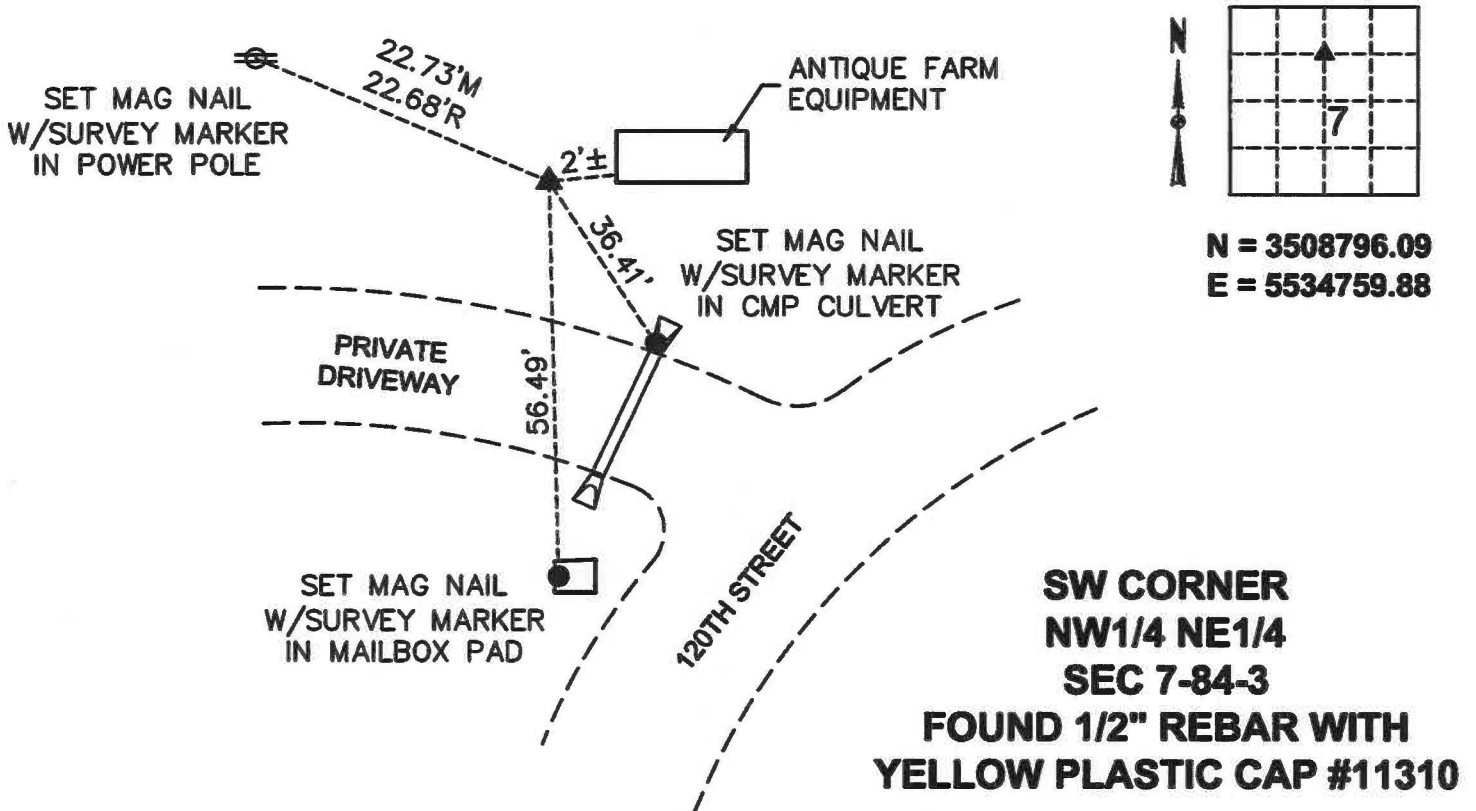 22.73'M
22.68'R
SET MAG NAIL
W/SURVEY MARKER
IN POWER POLE
ANTIQUE FARM
EQUIPMENT
2'±
36.41'
SET MAG NAIL
W/SURVEY MARKER
IN CMP CULVERT
N
7
N = 3508796.09
E = 5534759.88
PRIVATE
DRIVEWAY
56.49'
SET MAG NAIL
W/SURVEY MARKER
IN MAILBOX PAD
120TH STREET
SW CORNER
NW1/4 NE1/4
SEC 7-84-3
FOUND 1/2" REBAR WITH
YELLOW PLASTIC CAP #11310